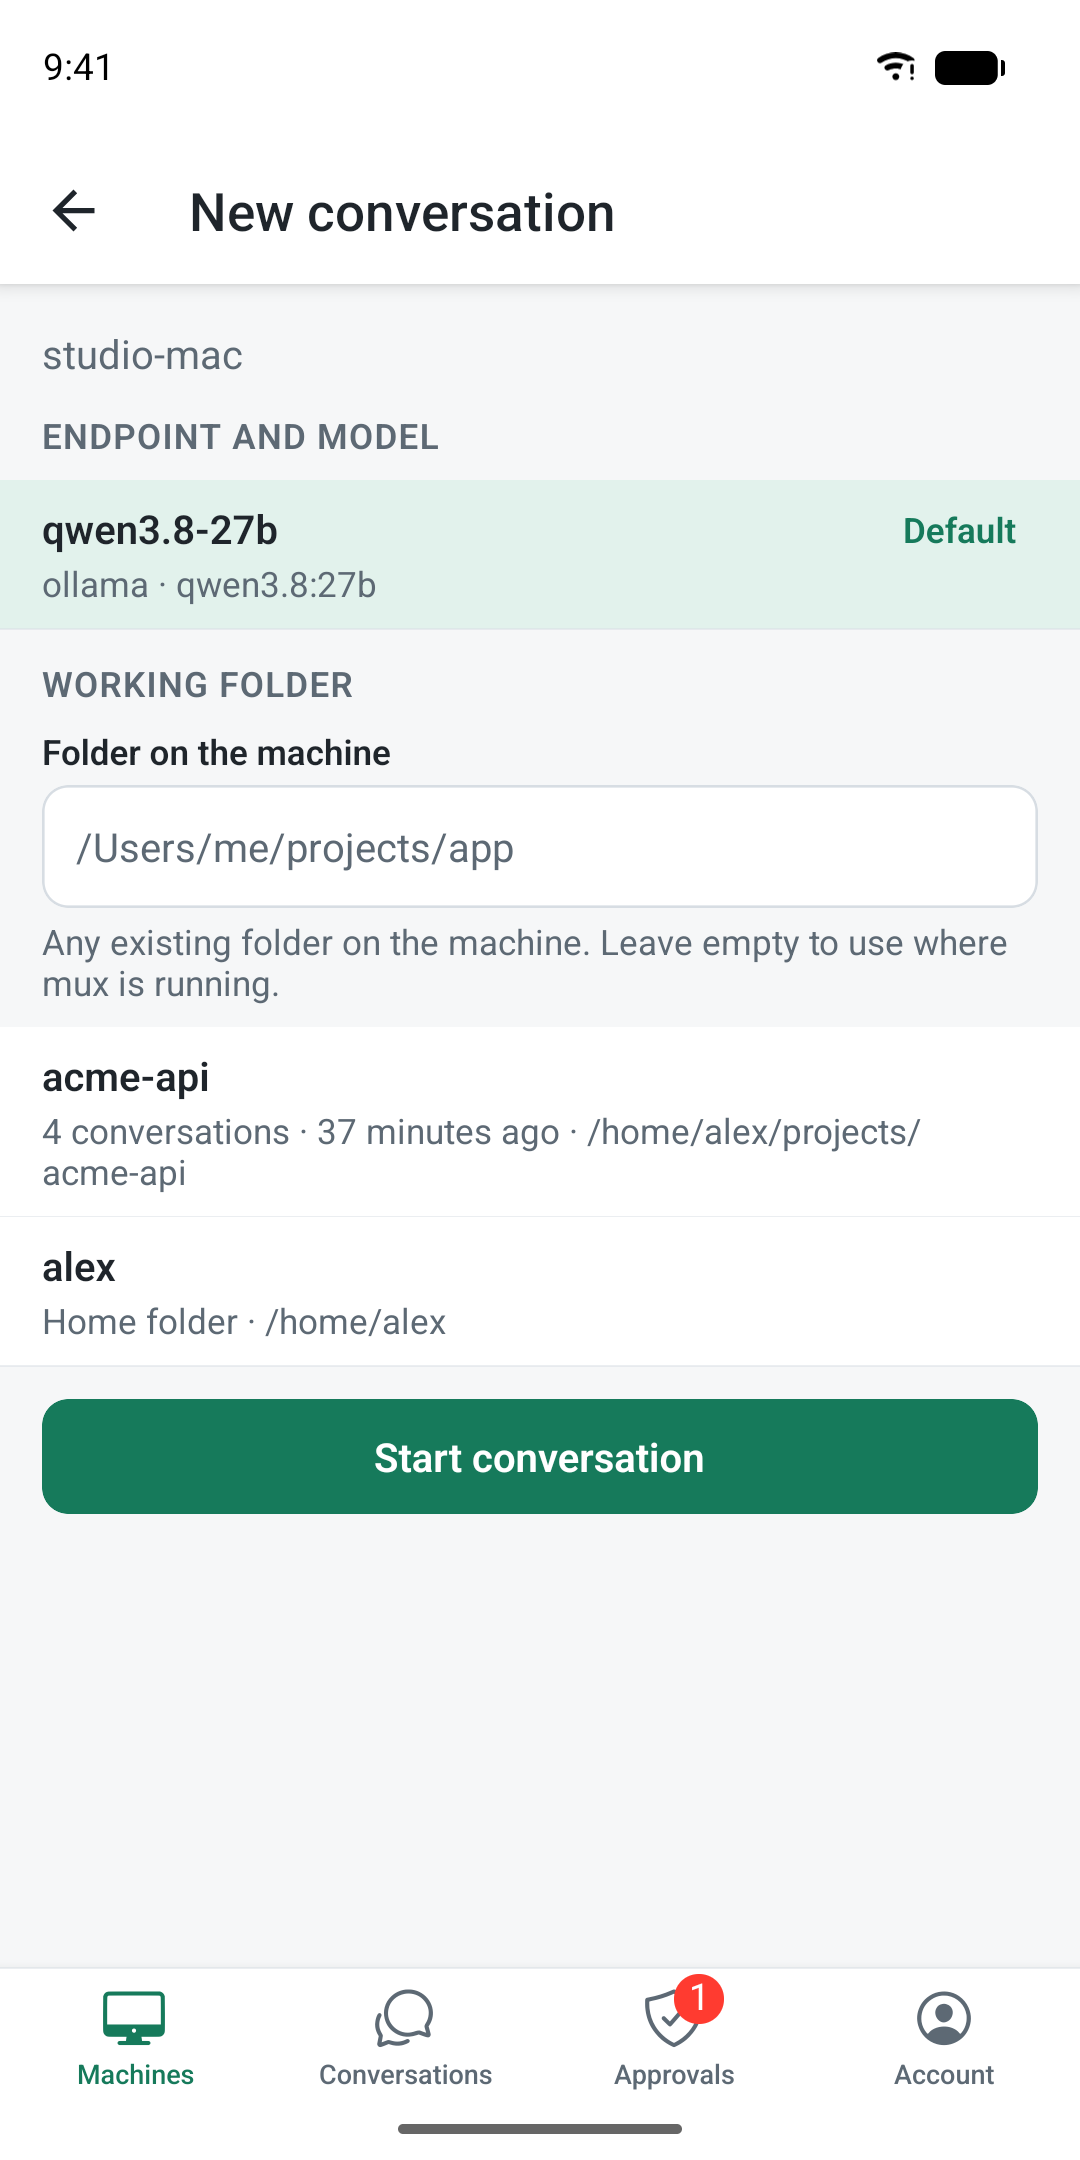 9:41
New conversation
studio-mac
ENDPOINT AND MODEL
qwen3.8-27b
Default
ollama · qwen3.8:27b
WORKING FOLDER
Folder on the machine
/Users/me/projects/app
Any existing folder on the machine. Leave empty to use where
mux is running.
acme-api
4 conversations · 37 minutes ago · /home/alex/projects/
acme-api
alex
Home folder · /home/alex
Start conversation
1
Machines
Conversations
Approvals
Account